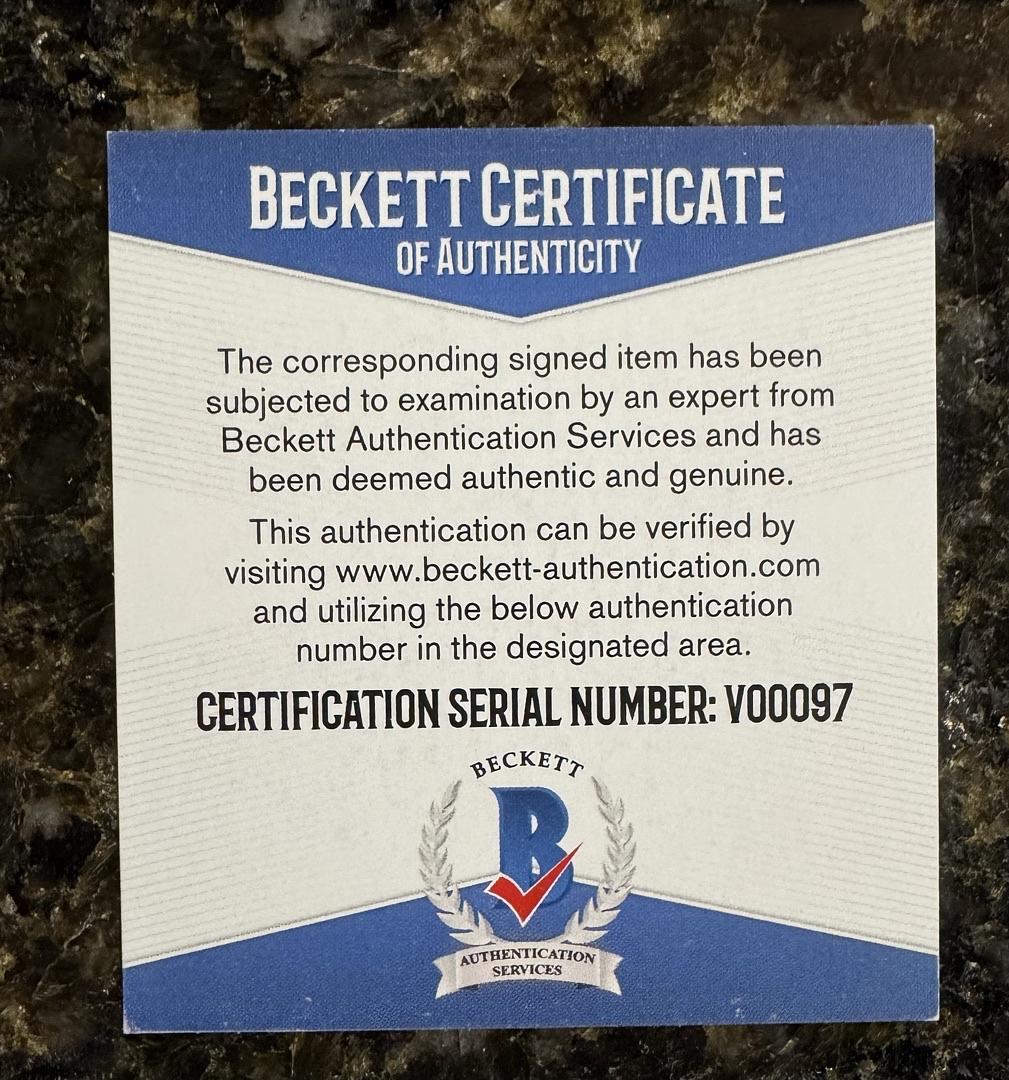 BECKETT CERTIFICATE
OF AUTHENTICITY
The corresponding signed item has been
subjected to examination by an expert from
Beckett Authentication Services and has
been deemed authentic and genuine.
This authentication can be verified by
visiting www.beckett-authentication.com
and utilizing the below authentication
number in the designated area.
CERTIFICATION SERIAL NUMBER: V00097
BECKETT
B
AUTHENTICATION
SERVICES